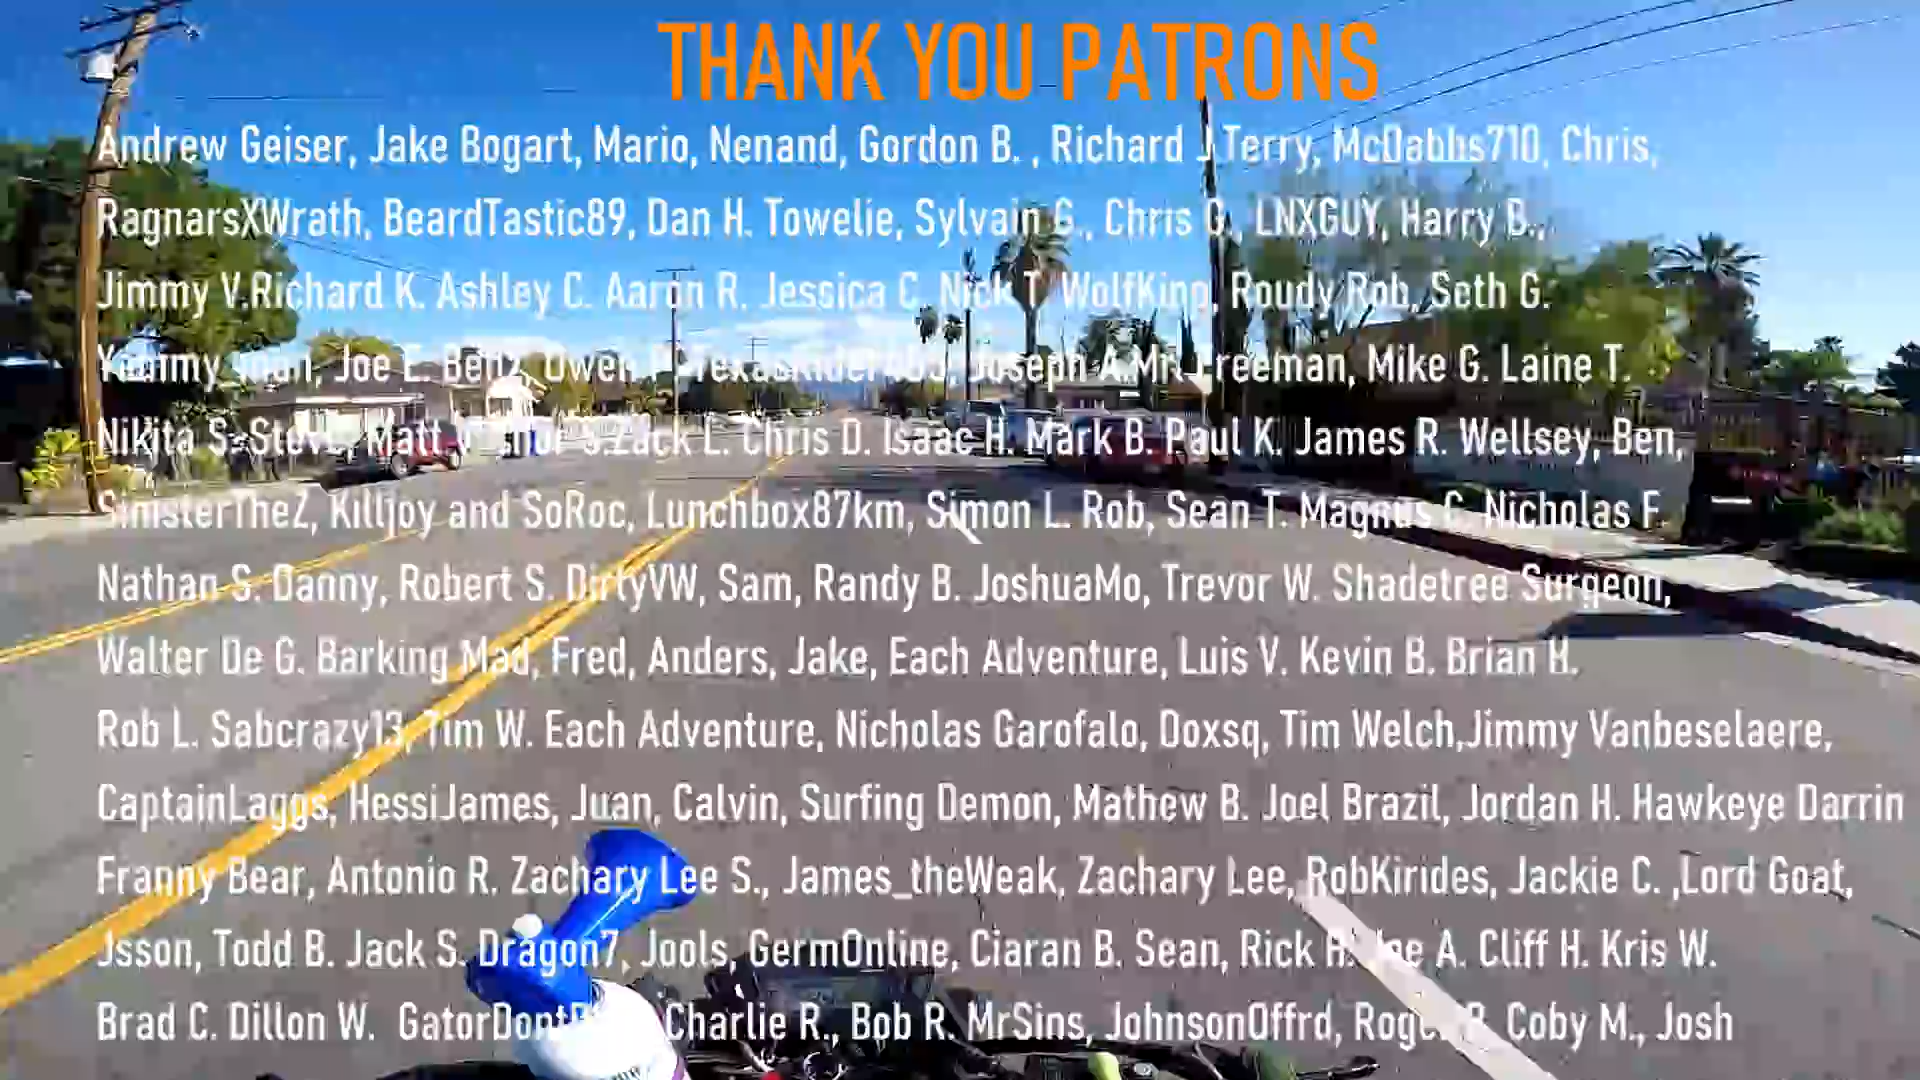 THANK YOU PATRONS
Andrew Geiser, Jake Bogart, Mario, Nenand, Gordon B. , Richard J.Terry, McDabbs710, Chris,
RagnarsXWrath, BeardTastic89, Dan H. Towelie, Sylvain G., Chris G., LNXGUY, Harry B.,
Jimmy V.Richard K. Ashley C. Aaron R. Jessica C. Nick T. WolfKing, Roudy Rob, Seth G.
Joe E. Owen Joseph A.Mr. Freeman, Mike G. Laine T.
Nikita S. Steve, Matt Zack L. Chris D. Isaac H. Mark B. Paul K. James R. Wellsey, Ben,
SinisterTheZ, Killjoy and SoRoc, Lunchbox87km, Simon L. Rob, Sean T. Magnus C. Nicholas F.
Nathan S. Danny, Robert S. DirtyVW, Sam, Randy B. JoshuaMo, Trevor W. Shadetree Surgeon,
Walter De G. Barking Mad, Fred, Anders, Jake, Each Adventure, Luis V. Kevin B. Brian H.
Rob L. Sabcrazy13, Tim W. Each Adventure, Nicholas Garofalo, Doxsq, Tim Welch,Jimmy Vanbeselaere,
CaptainLaggs, HessiJames, Juan, Calvin, Surfing Demon, Mathew B. Joel Brazil, Jordan H. Hawkeye Darrin
Franny Bear, Antonio R. Zachary Lee S., James_theWeak, Zachary Lee, RobKirides, Jackie C. ,Lord Goat,
Jsson, Todd B. Jack S. Dragon7, Jools, GermOnline, Ciaran B. Sean, Rick Joe A. Cliff H. Kris W.
Brad C. Dillon W. Charlie R., Bob R. MrSins, JohnsonOffrd, Coby M., Josh